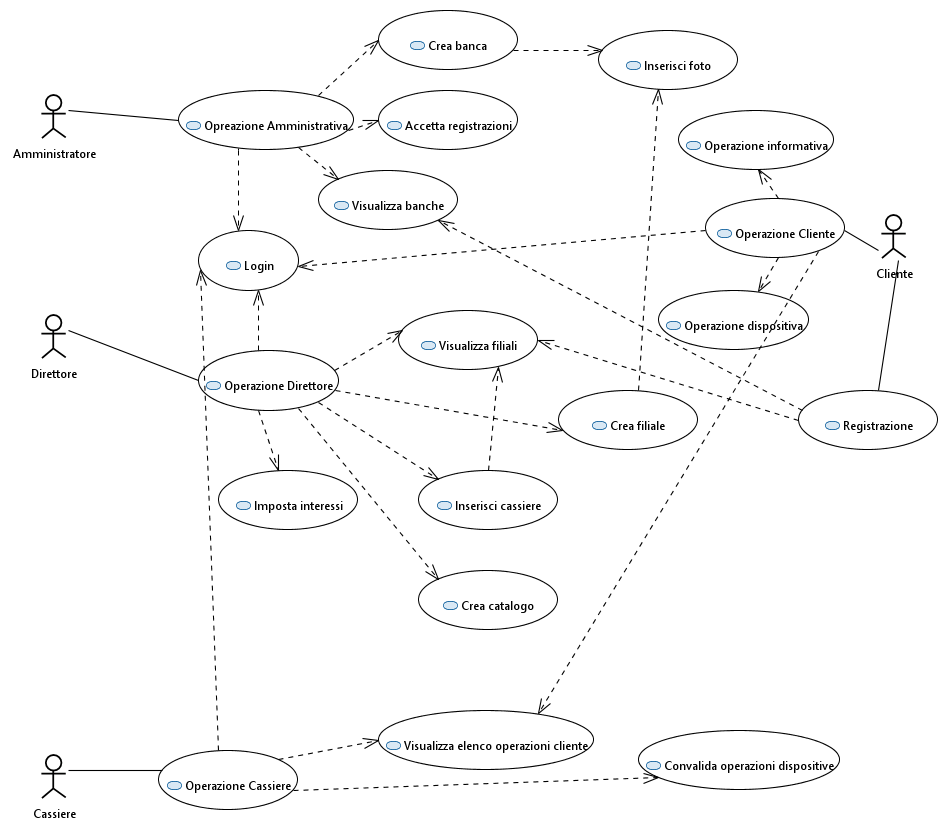 Crea banca
Inserisci foto
Opreazione Amministrativa
Accetta registrazioni
Amministratore
Operazione informativa
Visualizza banche
Operazione Cliente
Login
Cliente
Operazione dispositiva
Visualizza filiali
Direttore
Operazione Direttore
Crea filiale
Registrazione
Imposta interessi
Inserisci cassiere
Crea catalogo
Visualizza elenco operazioni cliente
Convalida operazioni dispositive
Operazione Cassiere
Cassiere